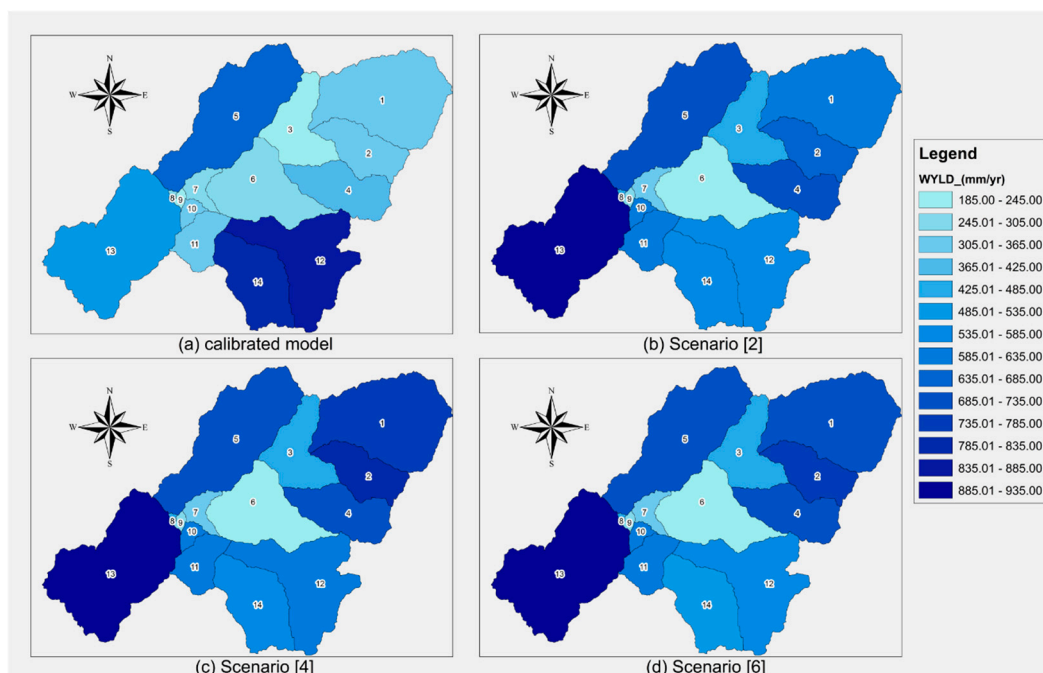 N
W E
S
1
5
3
2
6
4
7
8 9
10
11
13
12
14
(a) calibrated model
N
W E
S
1
5
3
2
6
4
7
8 9
10
11
13
12
14
(b) Scenario [2]
Legend
WYLD_(mm/yr)
185.00 - 245.00
245.01 - 305.00
305.01 - 365.00
365.01 - 425.00
425.01 - 485.00
485.01 - 535.00
535.01 - 585.00
585.01 - 635.00
635.01 - 685.00
685.01 - 735.00
735.01 - 785.00
785.01 - 835.00
835.01 - 885.00
885.01 - 935.00
N
W E
S
1
5
3
2
6
4
7
8 9
10
11
13
12
14
(c) Scenario [4]
N
W E
S
1
5
3
2
6
4
7
8 9
10
11
13
12
14
(d) Scenario [6]